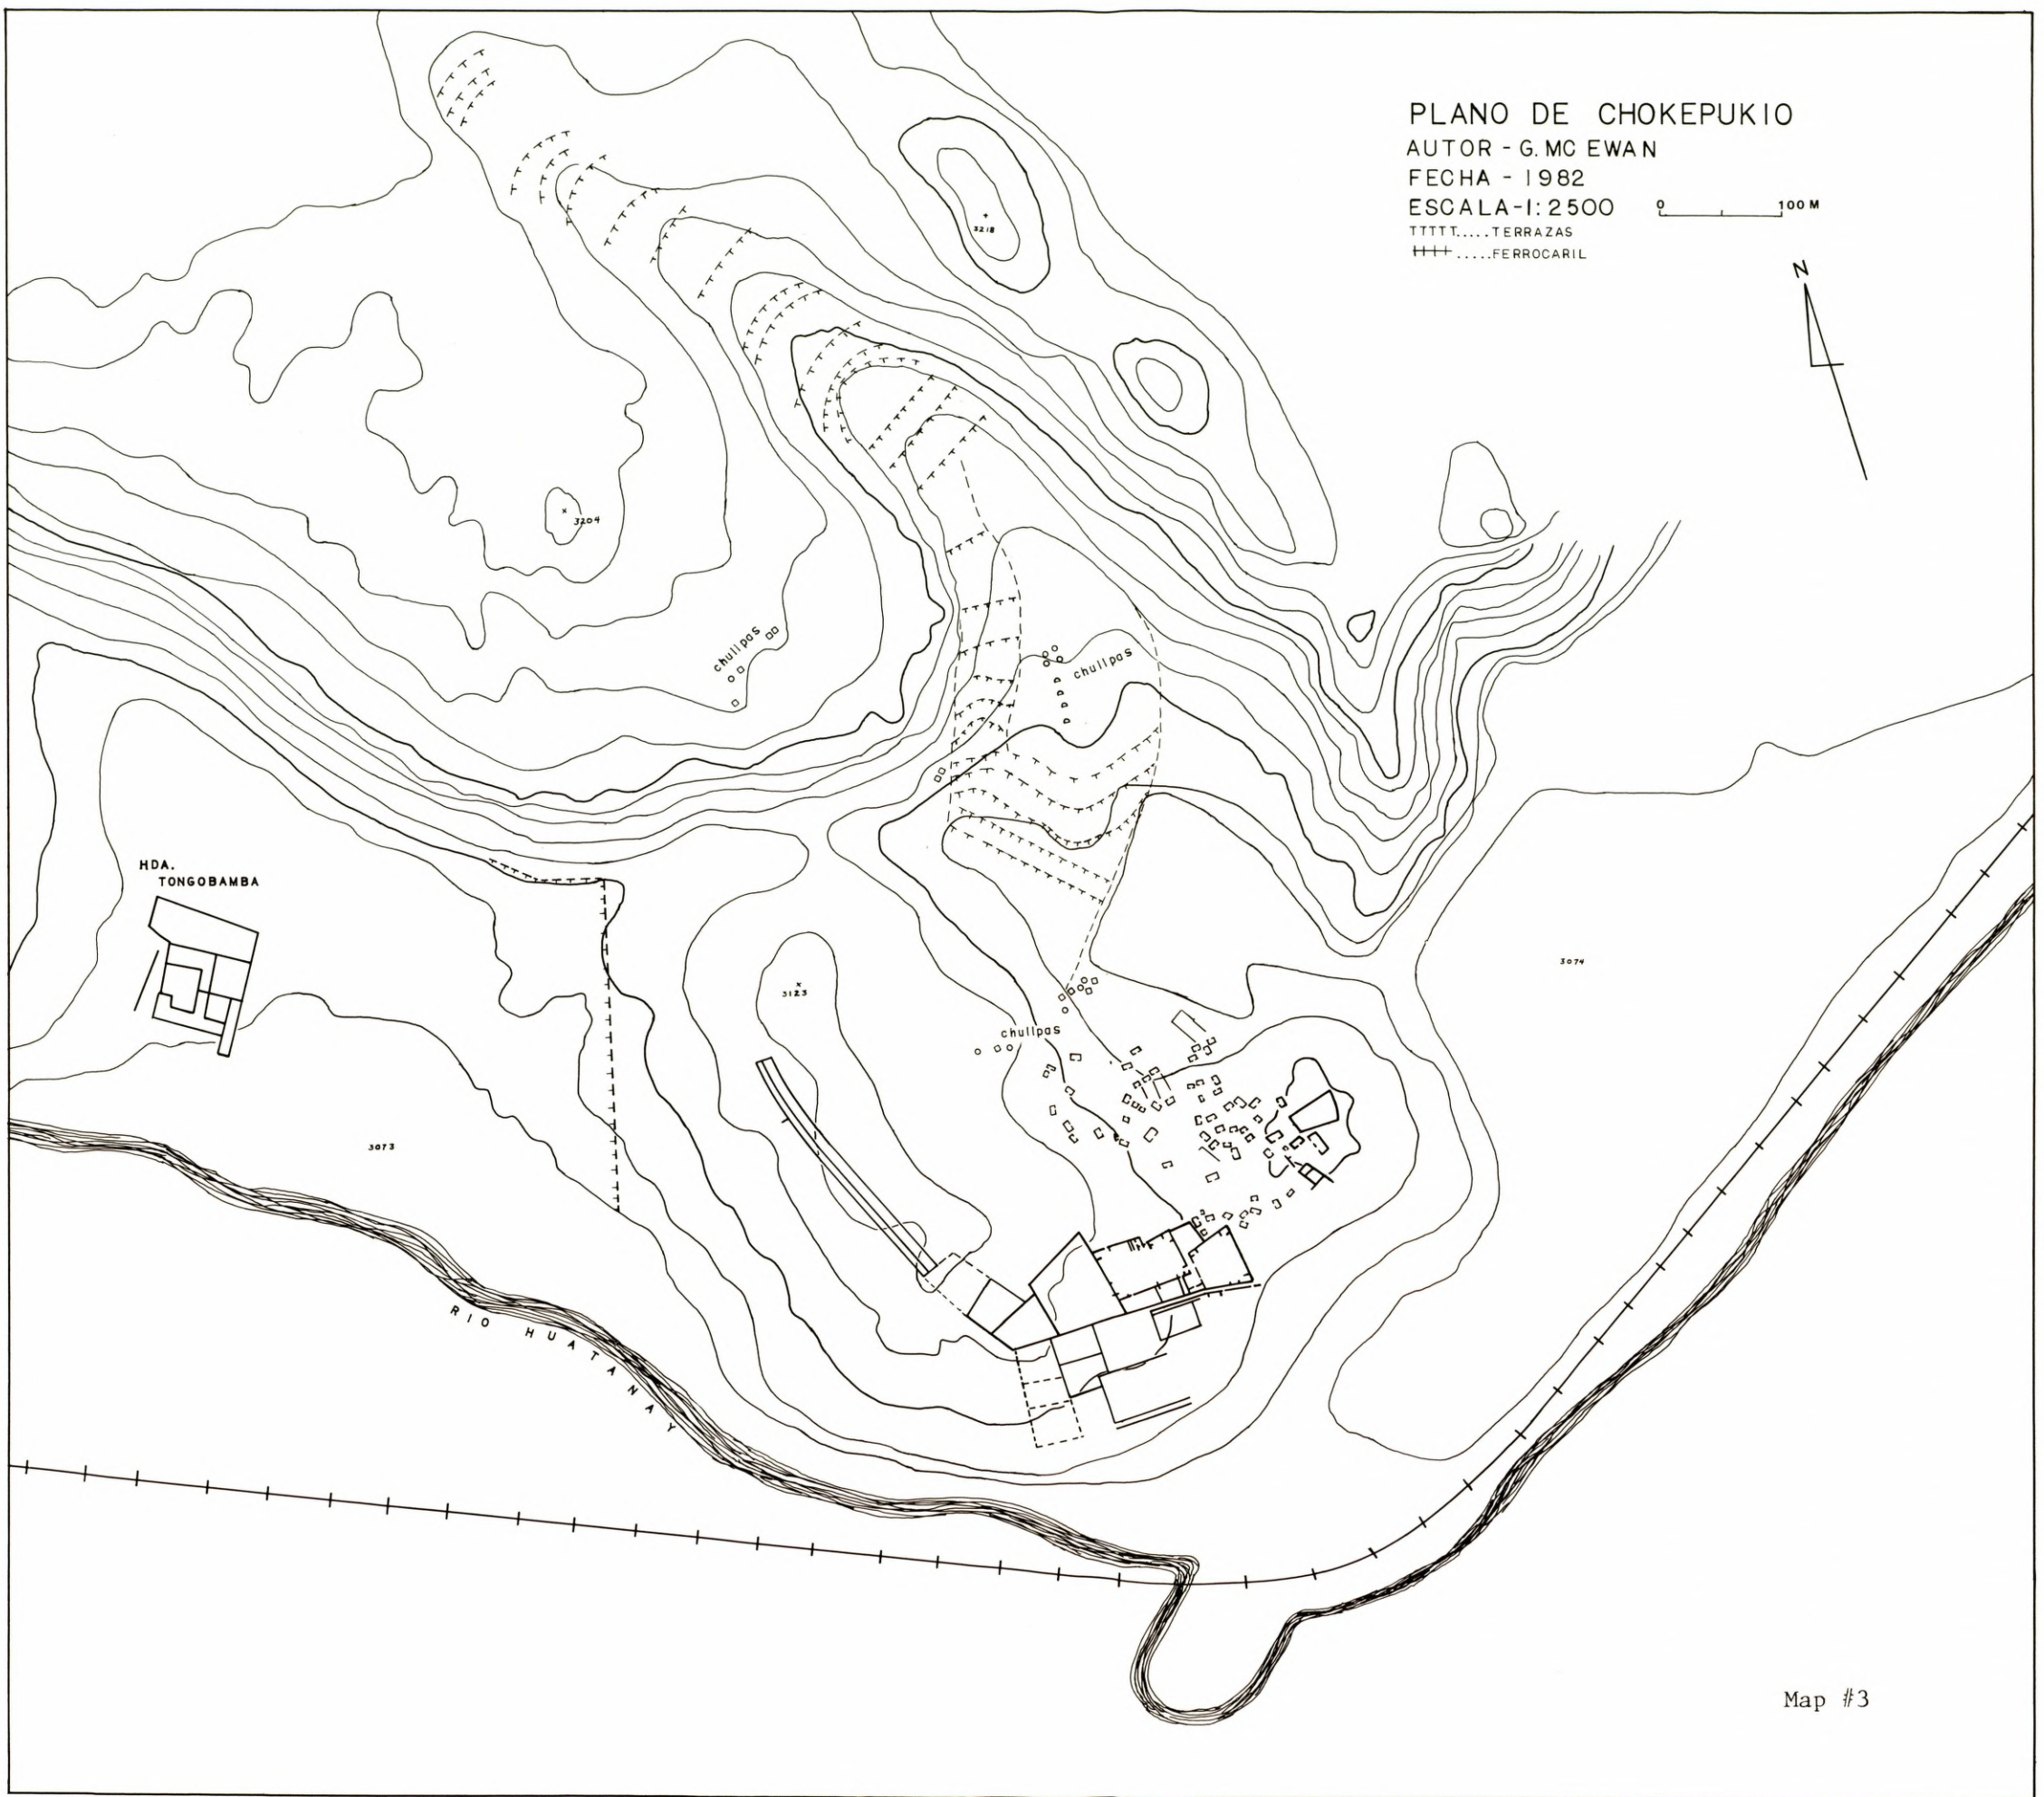 PLANO DE CHOKEPUKIO
AUTOR - G. MC EWAN
FECHA - 1982
ESCALA-1:2500
0 100 M
TTTTT.....TERRAZAS
.....FERROCARIL
N
3218
3204
chullpas
chullpas
HDA.
TONGOBAMBA
3074
3123
chullpas
3073
RIO HUATANAY
Map #3